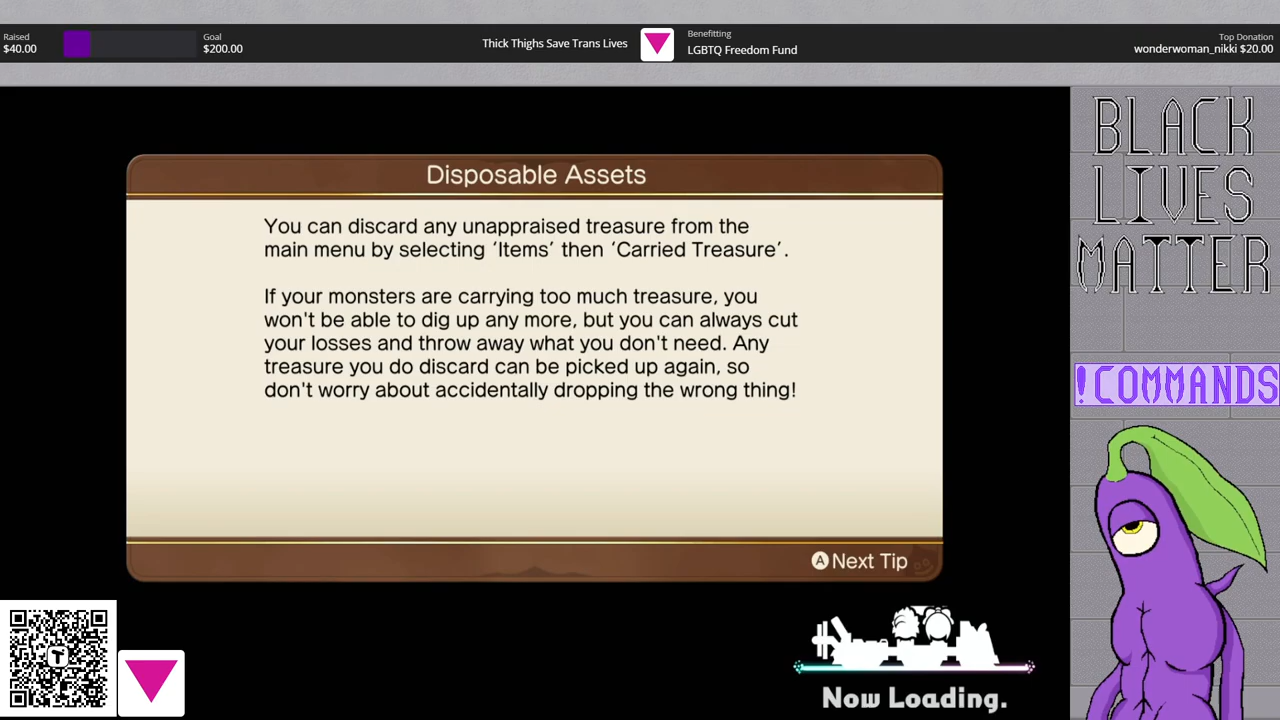 Raised
$40.00
Goal
$200.00
Thick Thighs Save Trans Lives
Benefitting
LGBTQ Freedom Fund
Top Donation
wonderwoman_nikki $20.00
BLACK
LIVES
MATTER
!COMMANDS
Disposable Assets
You can discard any unappraised treasure from the
main menu by selecting ‘Items’ then ‘Carried Treasure’.
If your monsters are carrying too much treasure, you
won't be able to dig up any more, but you can always cut
your losses and throw away what you don't need. Any
treasure you do discard can be picked up again, so
don't worry about accidentally dropping the wrong thing!
A Next Tip
T
Now Loading.